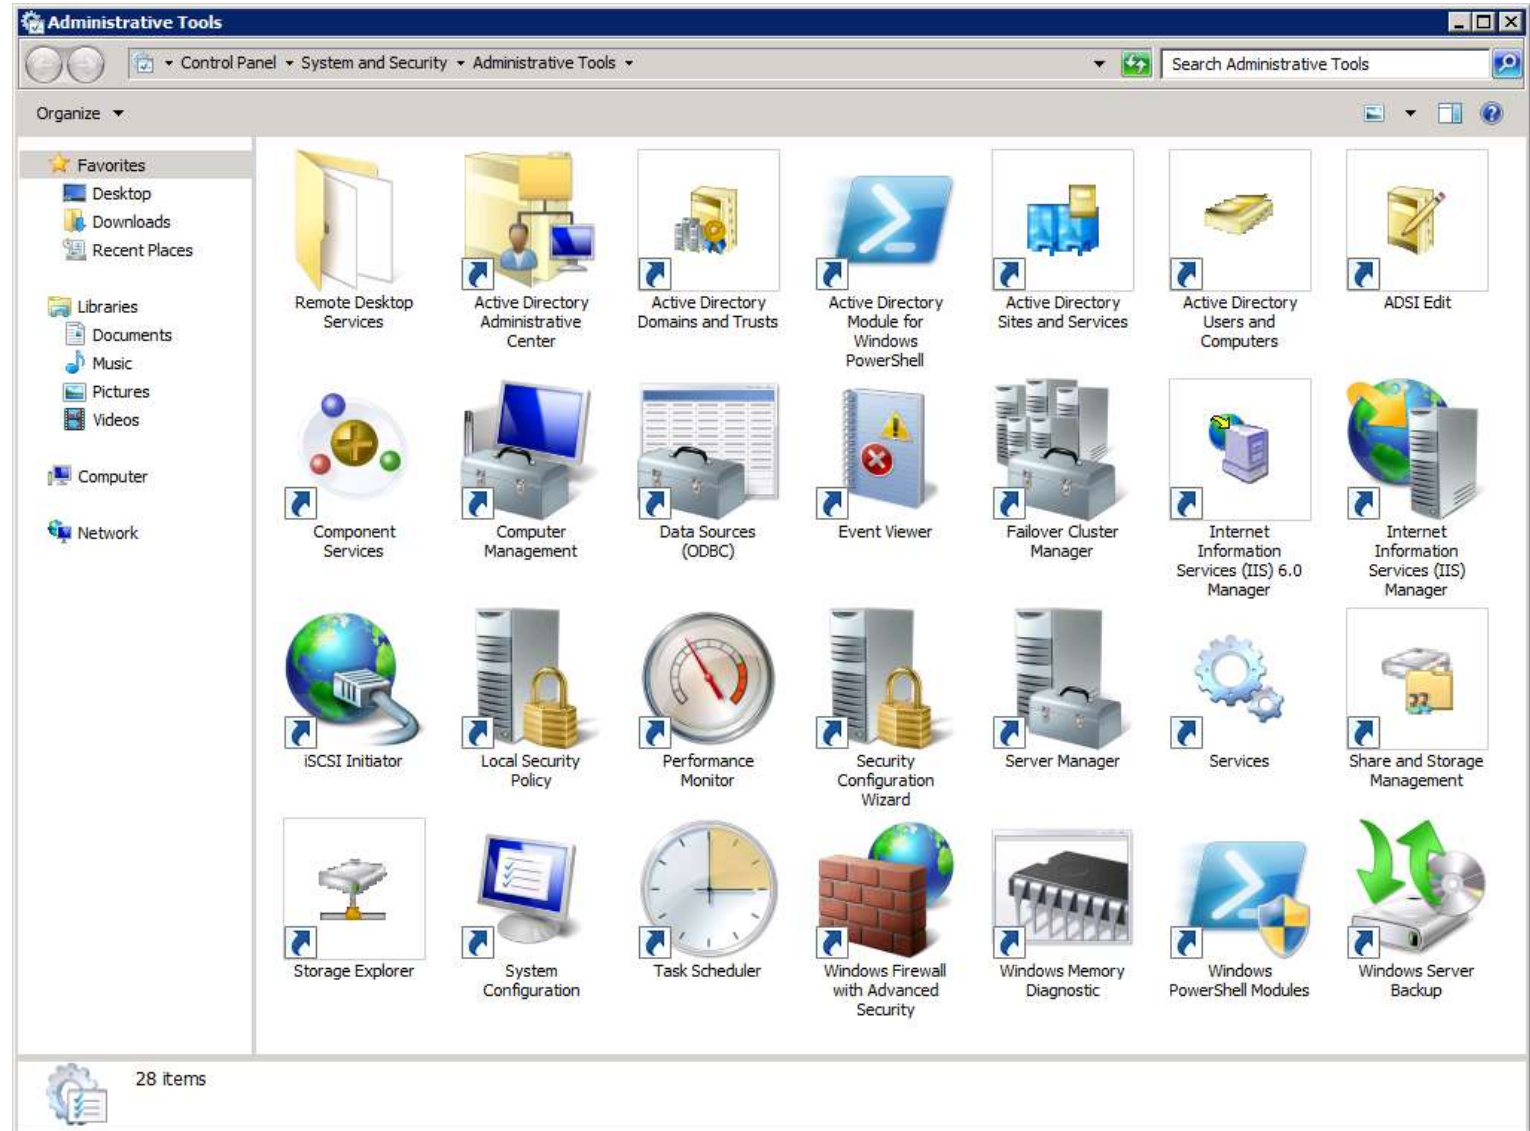 Administrative Tools
Control Panel System and Security Administrative Tools
Search Administrative Tools
Organize
Favorites
Desktop
Downloads
Recent Places
Libraries
Documents
Music
Pictures
Videos
Computer
Network
Remote Desktop
Services
Active Directory
Administrative
Center
Active Directory
Domains and Trusts
Active Directory
Module for
Windows
PowerShell
Active Directory
Sites and Services
Active Directory
Users and
Computers
ADSI Edit
Component
Services
Computer
Management
Data Sources
(ODBC)
Event Viewer
Failover Cluster
Manager
Internet
Information
Services (IIS) 6.0
Manager
Internet
Information
Services (IIS)
Manager
iSCSI Initiator
Local Security
Policy
Performance
Monitor
Security
Configuration
Wizard
Server Manager
Services
Share and Storage
Management
Storage Explorer
System
Configuration
Task Scheduler
Windows Firewall
with Advanced
Security
Windows Memory
Diagnostic
Windows
PowerShell Modules
Windows Server
Backup
28 items